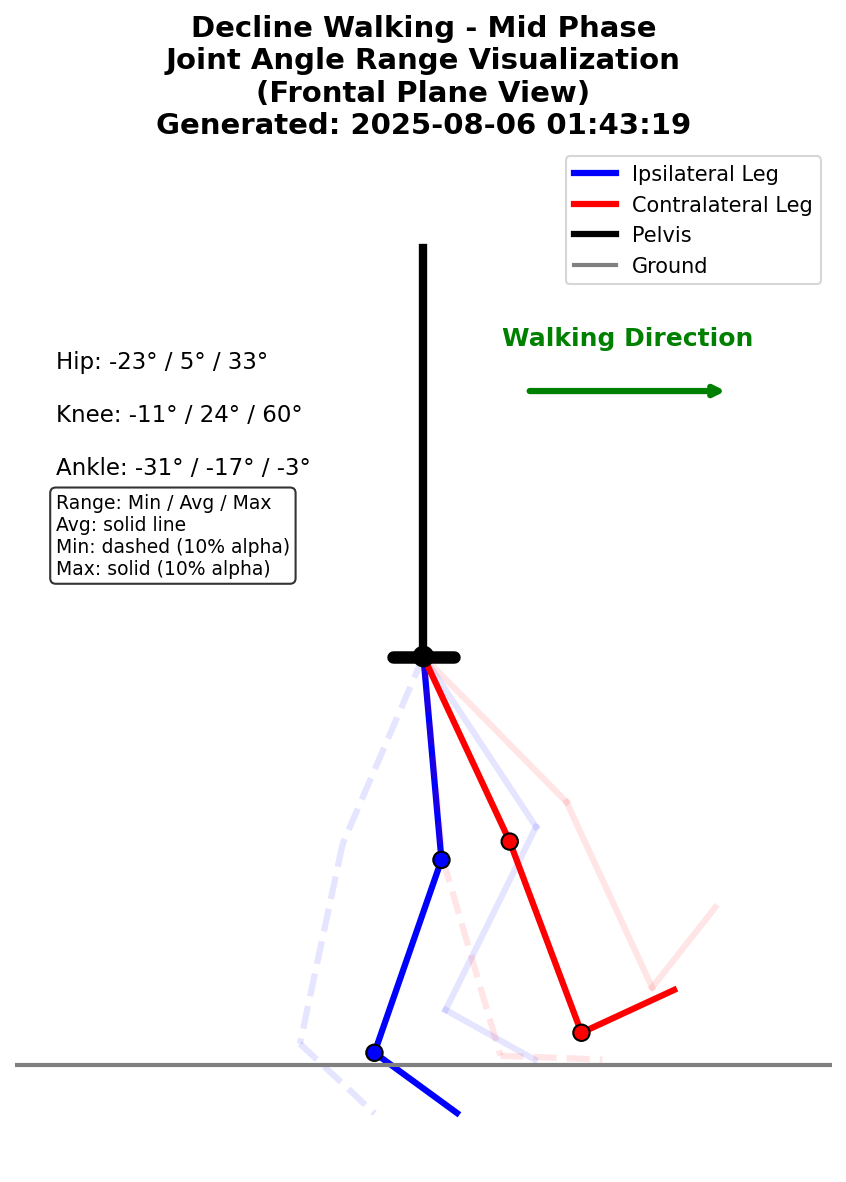 Decline Walking - Mid Phase
Joint Angle Range Visualization
(Frontal Plane View)
Generated: 2025-08-06 01:43:19
Ipsilateral Leg
Contralateral Leg
Pelvis
Ground
Walking Direction
Hip: -23° / 5° / 33°
Knee: -11° / 24° / 60°
Ankle: -31° / -17° / -3°
Range: Min / Avg / Max
Avg: solid line
Min: dashed (10% alpha)
Max: solid (10% alpha)